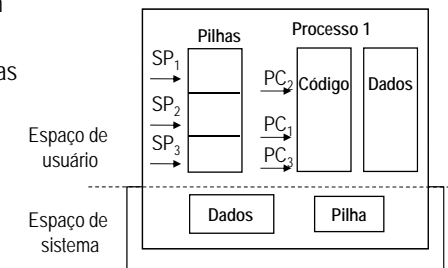 as
Pilhas
Processo 1
SP1
SP2
SP3
PC2
PC1
PC3
Código
Dados
Espaço de
usuário
Espaço de
sistema
Dados
Pilha